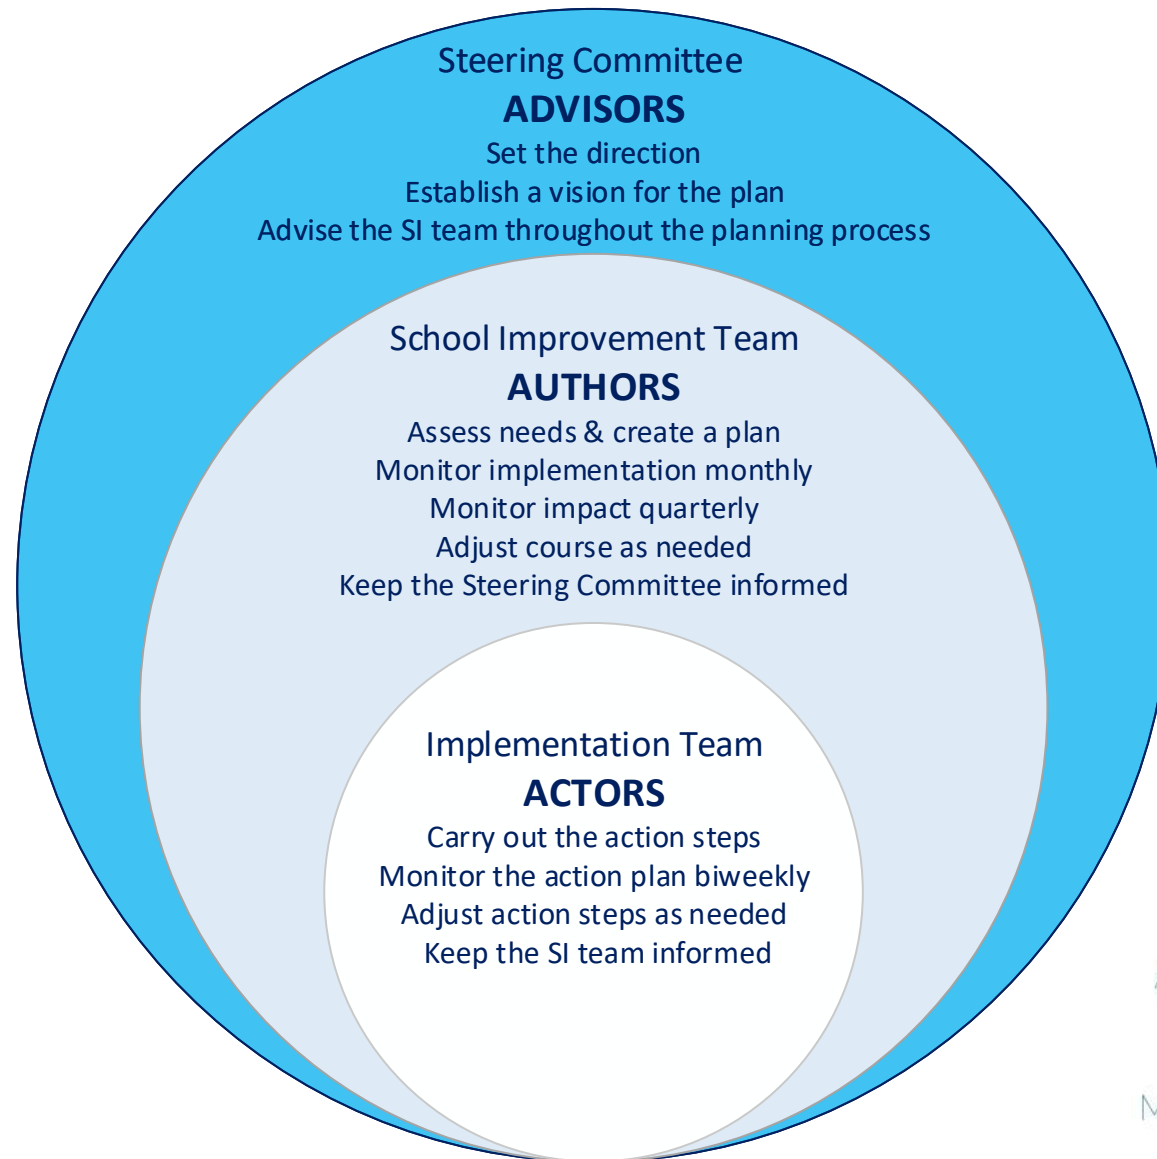 Steering Committee
ADVISORS
Set the direction
Establish a vision for the plan
Advise the SI team throughout the planning process
School Improvement Team
AUTHORS
Assess needs & create a plan
Monitor implementation monthly
Monitor impact quarterly
Adjust course as needed
Keep the Steering Committee informed
Implementation Team
ACTORS
Carry out the action steps
Monitor the action plan biweekly
Adjust action steps as needed
Keep the SI team informed